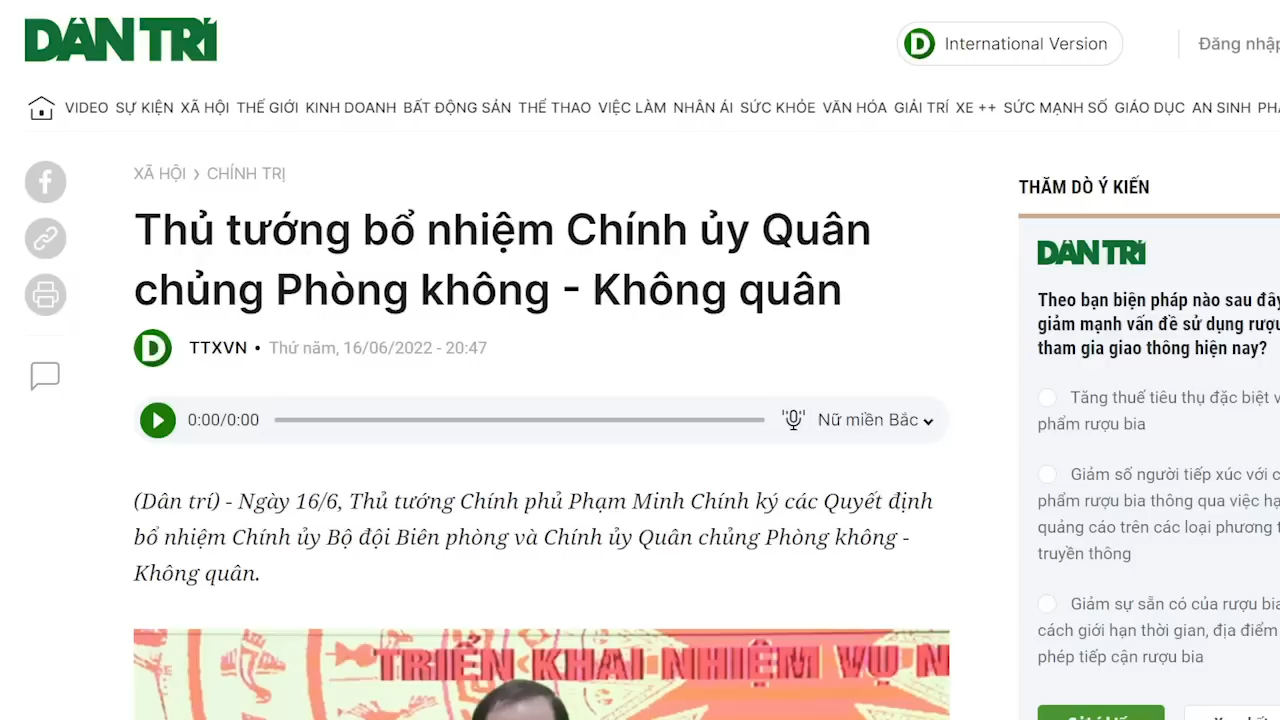 DÂN TRÍ
D International Version
Đăng nhập
VIDEO SỰ KIỆN XÃ HỘI THẾ GIỚI KINH DOANH BẤT ĐỘNG SẢN THỂ THAO VIỆC LÀM NHÂN ÁI SỨC KHỎE VĂN HÓA GIẢI TRÍ XE ++ SỨC MẠNH SỐ GIÁO DỤC AN SINH
XÃ HỘI › CHÍNH TRỊ
Thủ tướng bổ nhiệm Chính ủy Quân
chủng Phòng không - Không quân
D TTXVN • Thứ năm, 16/06/2022 - 20:47
0:00/0:00 Nữ miền Bắc
(Dân trí) - Ngày 16/6, Thủ tướng Chính phủ Phạm Minh Chính ký các Quyết định
bổ nhiệm Chính ủy Bộ đội Biên phòng và Chính ủy Quân chủng Phòng không -
Không quân.
TRIỂN KHAI NHIỆM VỤ N
THĂM DÒ Ý KIẾN
DÂN TRÍ
Theo bạn biện pháp nào sau đây
giảm mạnh vấn đề sử dụng rượu
tham gia giao thông hiện nay?
Tăng thuế tiêu thụ đặc biệt v
phẩm rượu bia
Giảm số người tiếp xúc với c
phẩm rượu bia thông qua việc hạ
quảng cáo trên các loại phương t
truyền thông
Giảm sự sẵn có của rượu bia
cách giới hạn thời gian, địa điểm
phép tiếp cận rượu bia